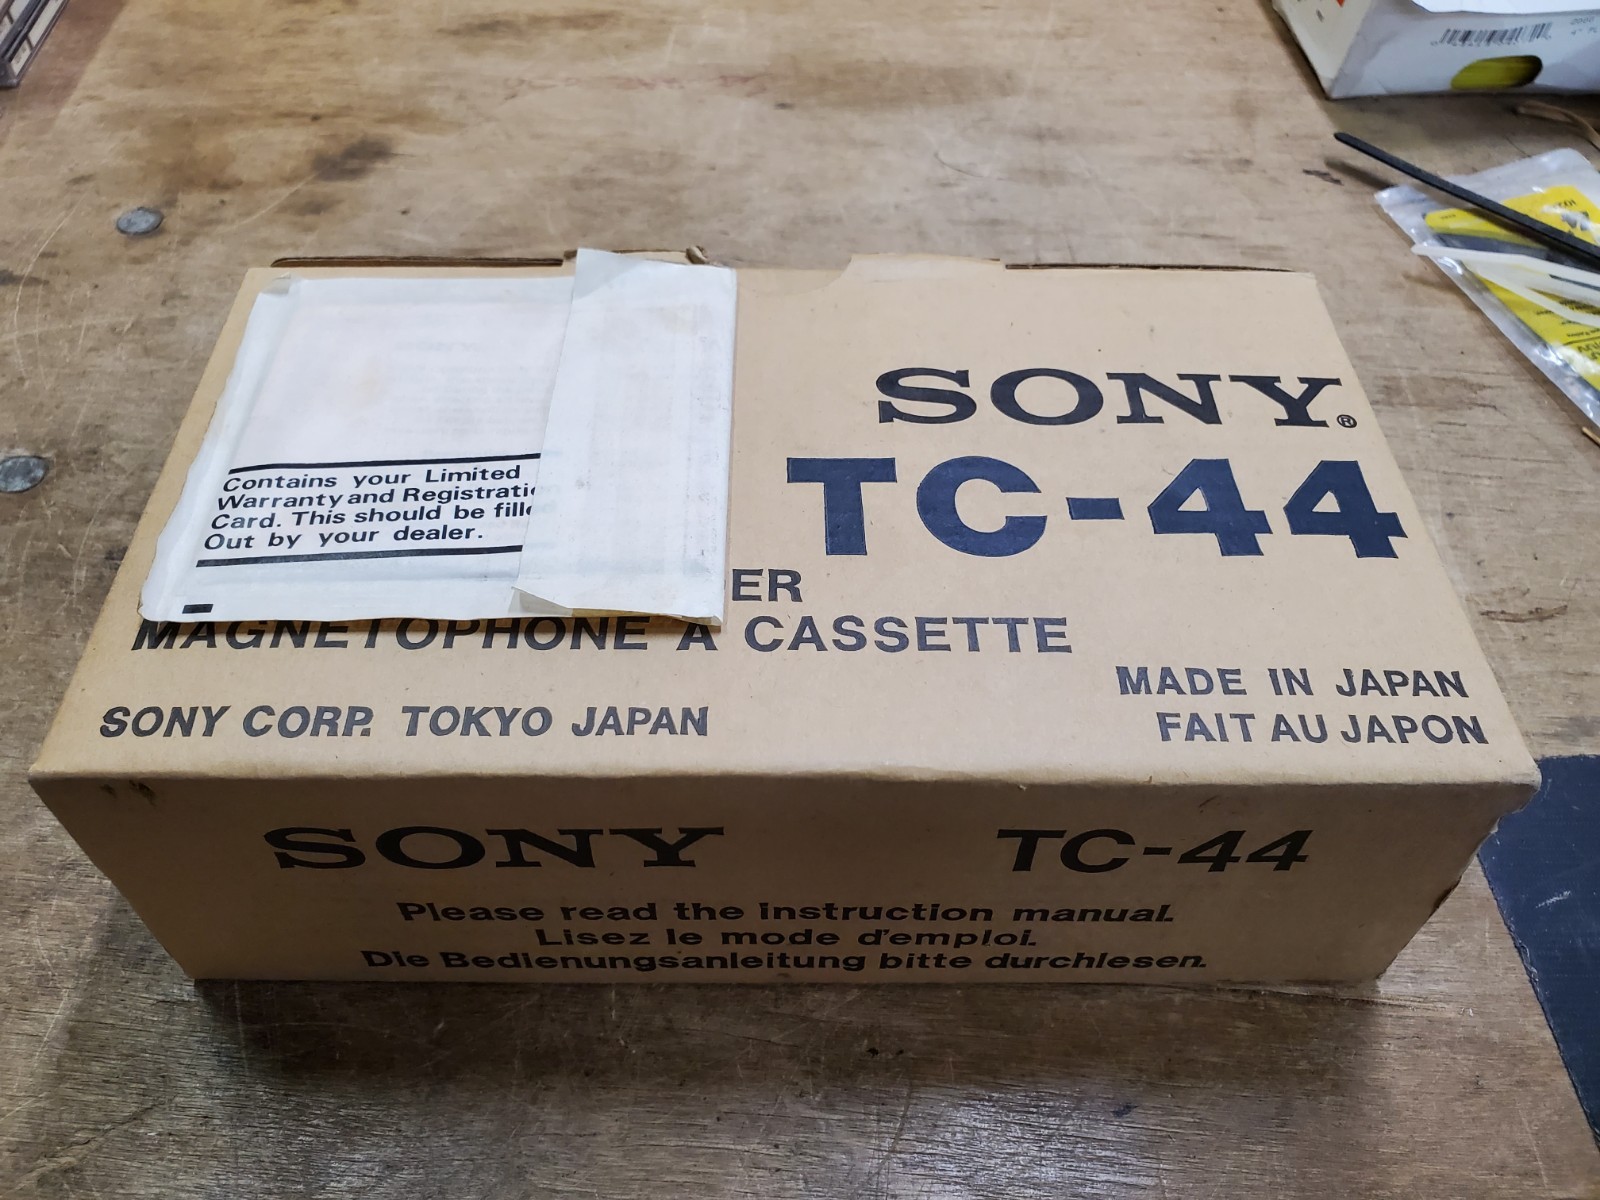 SONY®
TC-44
Contains your Limited
Warranty and Registratio
Card. This should be fille
Out by your dealer.
ER
MAGNETOPHONE A CASSETTE
MADE IN JAPAN
SONY CORP. TOKYO JAPAN
FAIT AU JAPON
SONY TC-44
Please read the instruction manual.
Lisez le mode d'emploi.
Die Bedienungsanleitung bitte durchlesen.